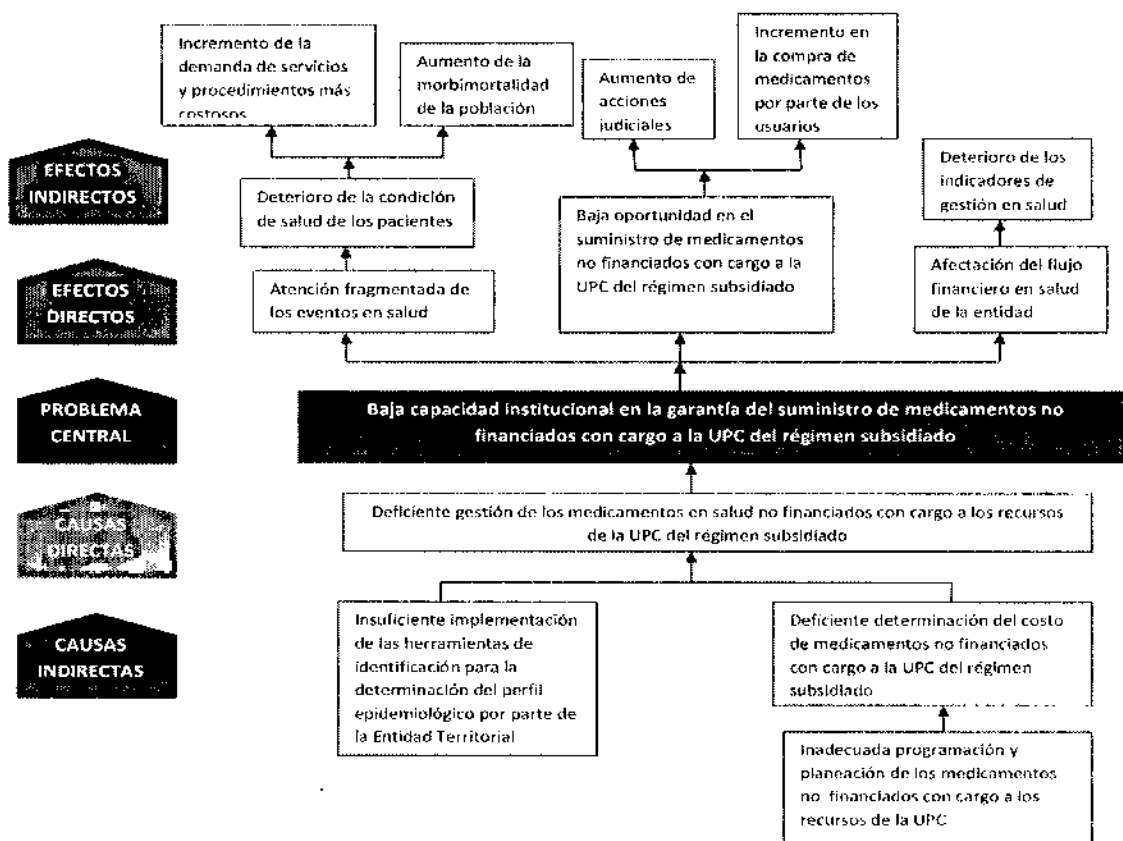 Incremento de la
demanda de servicios
y procedimientos más
costosos
Aumento de la
morbimortalidad
de la población
Aumento de
acciones
judiciales
Incremento en
la compra de
medicamentos
por parte de los
usuarios
EFECTOS
INDIRECTOS
Deterioro de la condición
de salud de los pacientes
Baja oportunidad en el
suministro de medicamentos
no financiados con cargo a la
UPC del régimen subsidiado
Deterioro de los
indicadores de
gestión en salud
EFECTOS
DIRECTOS
Atención fragmentada de
los eventos en salud
Afectación del flujo
financiero en salud
de la entidad
PROBLEMA
CENTRAL
Baja capacidad institucional en la garantía del suministro de medicamentos no
financiados con cargo a la UPC del régimen subsidiado
CAUSAS
DIRECTAS
Deficiente gestión de los medicamentos en salud no financiados con cargo a los recursos
de la UPC del régimen subsidiado
CAUSAS
INDIRECTAS
Insuficiente implementación
de las herramientas de
identificación para la
determinación del perfil
epidemiológico por parte de
la Entidad Territorial
Deficiente determinación del costo
de medicamentos no financiados
con cargo a la UPC del régimen
subsidiado
Inadecuada programación y
planeación de los medicamentos
no financiados con cargo a los
recursos de la UPC